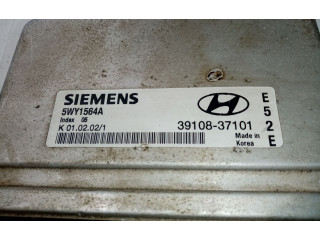 SIEMENS
5WY1564A
Index 05
K 01.02.02/1
39108-37101
Made in
Korea
E
5
2
E